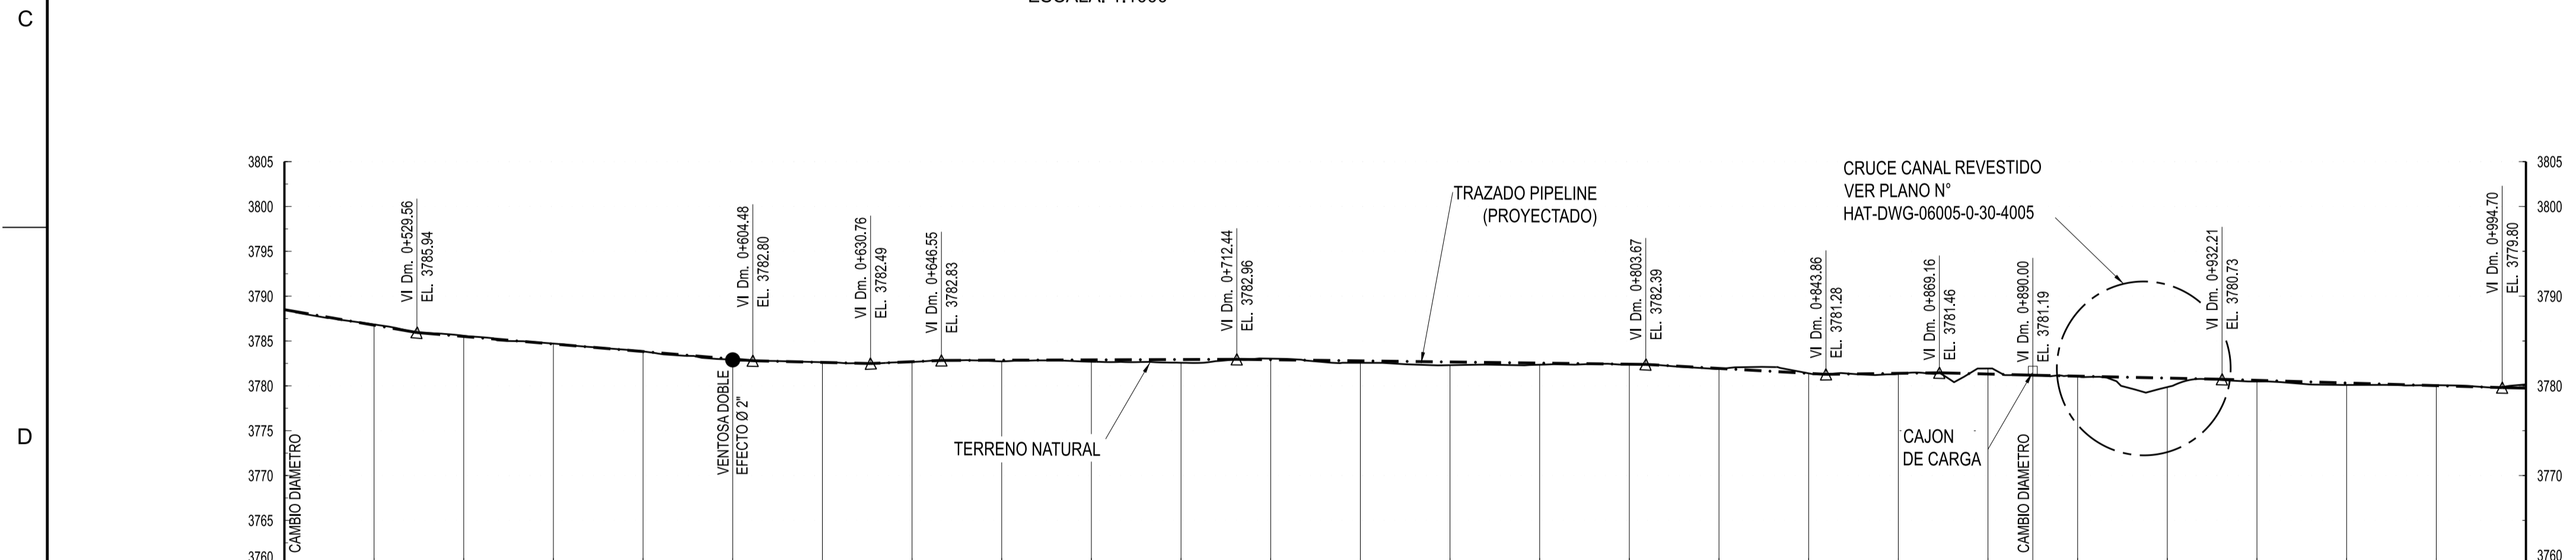 C
3805
3800
3795
3790
3785
3780
3775
3770
3765
3760
CAMBIO DIAMETRO
VI Dm. 0+529.56
EL. 3785.94
VENTOSA DOBLE
EFECTO Ø 2"
VI Dm. 0+604.48
EL. 3782.80
VI Dm. 0+630.76
EL. 3782.49
VI Dm. 0+646.55
EL. 3782.83
TERRENO NATURAL
VI Dm. 0+712.44
EL. 3782.96
TRAZADO PIPELINE
(PROYECTADO)
VI Dm. 0+803.67
EL. 3782.39
VI Dm. 0+843.86
EL. 3781.28
CRUCE CANAL REVESTIDO
VER PLANO N°
HAT-DWG-06005-0-30-4005
VI Dm. 0+869.16
EL. 3781.46
CAJON
DE CARGA
VI Dm. 0+890.00
EL. 3781.19
CAMBIO DIAMETRO
VI Dm. 0+932.21
EL. 3780.73
VI Dm. 0+994.70
EL. 3779.80
3805
3800
3790
3780
3770
3760
D